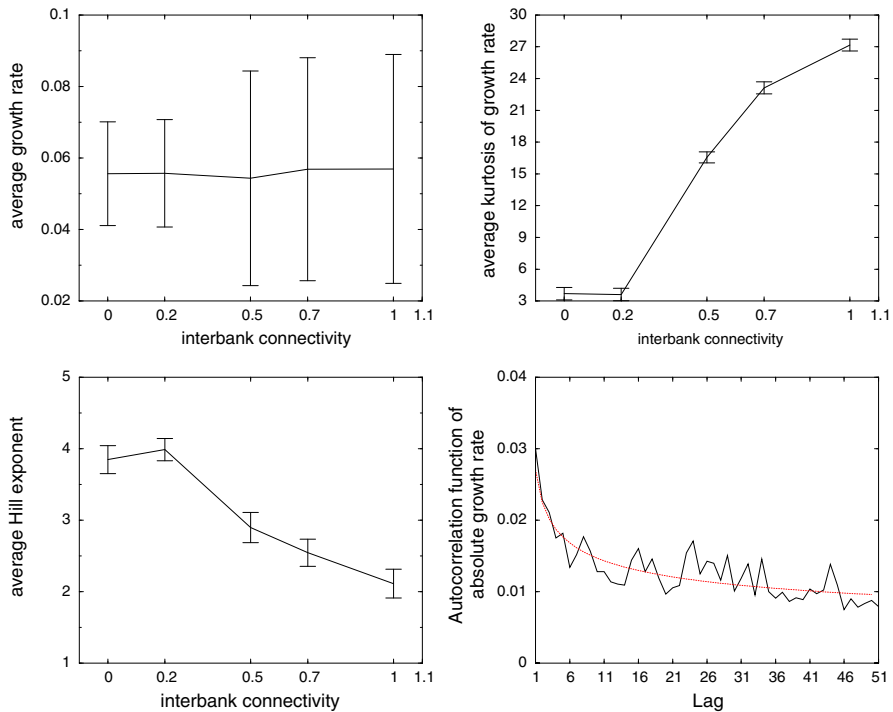 average growth rate
0.1
0.08
0.06
0.04
0.02
0 0.2 0.5 0.7 1 1.1
interbank connectivity
average kurtosis of growth rate
30
27
24
21
18
15
12
9
6
3
0 0.2 0.5 0.7 1 1.1
interbank connectivity
average Hill exponent
5
4
3
2
1
0 0.2 0.5 0.7 1 1.1
interbank connectivity
Autocorrelation function of
absolute growth rate
0.04
0.03
0.02
0.01
0
1 6 11 16 21 26 31 36 41 46 51
Lag